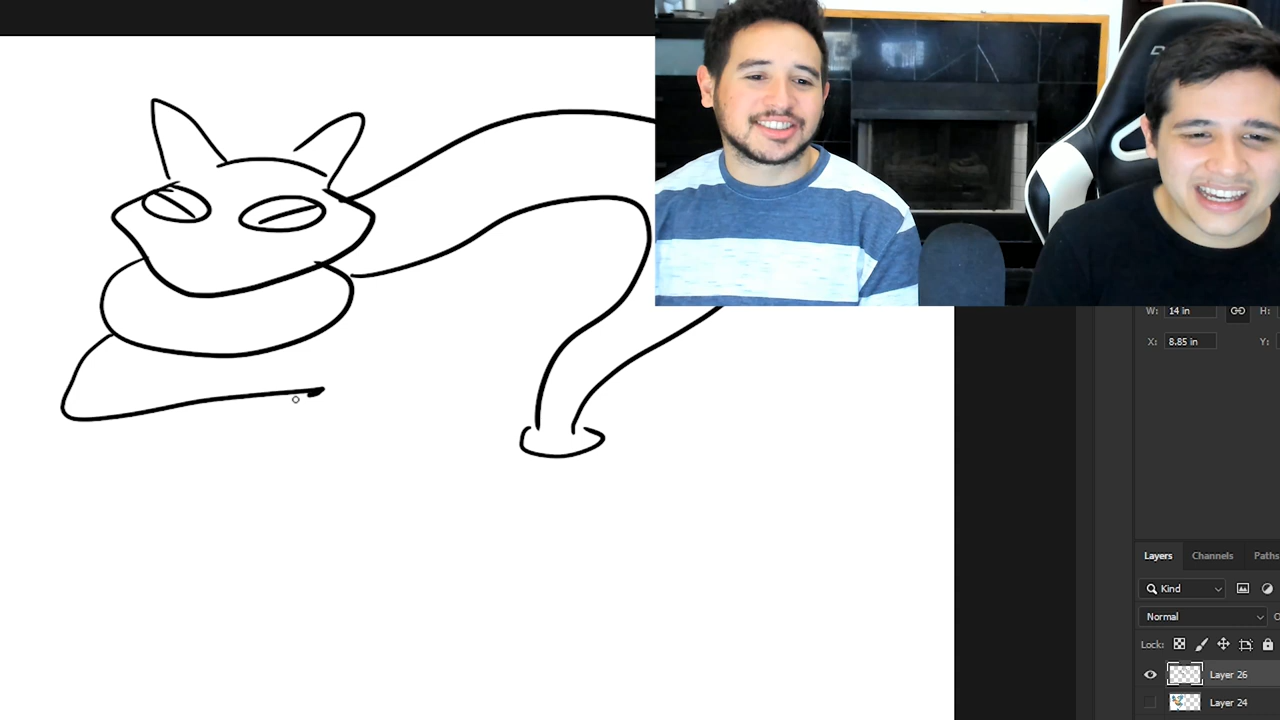 W: 14 in H:
X: 8.85 in Y:
Layers Channels Paths
Kind
Normal
Lock:
Layer 26
Layer 24